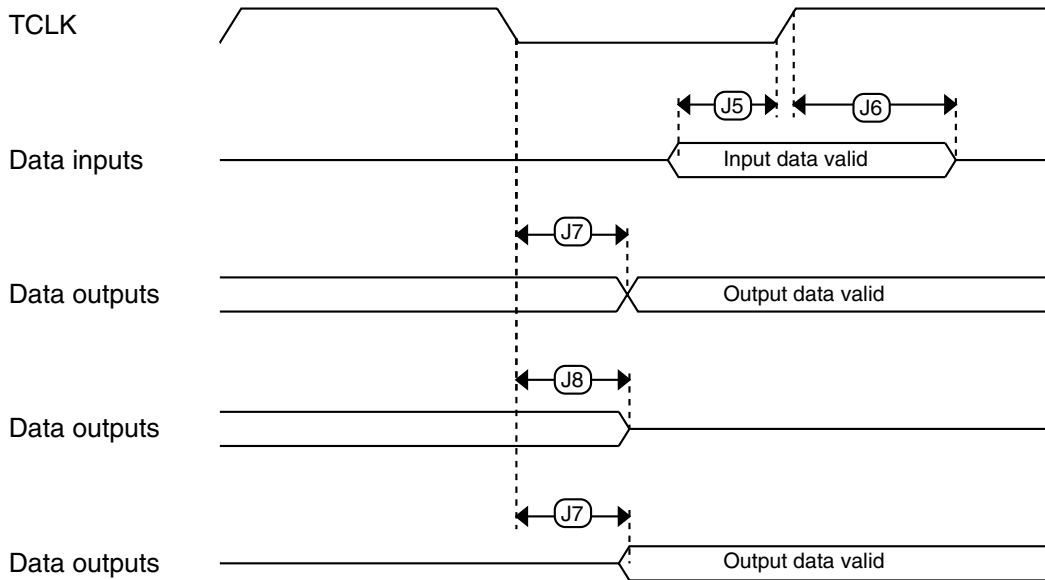 TCLK
J5
J6
Data inputs
Input data valid
J7
Data outputs
Output data valid
J8
Data outputs
J7
Data outputs
Output data valid